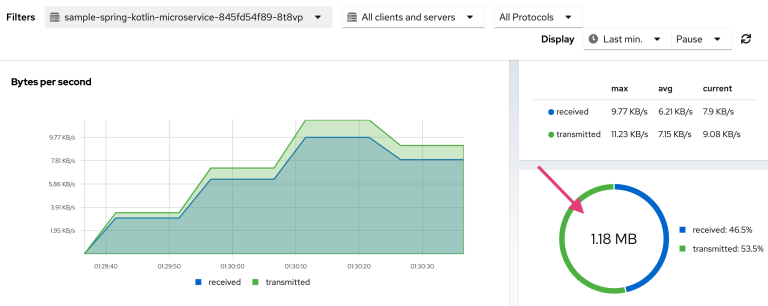 Filters
sample-spring-kotlin-microservice-845fd54f89-8t8vp
All clients and servers
All Protocols
Display
Last min.
Pause
Bytes per second
9.77 KB/s
7.81 KB/s
5.86 KB/s
3.91 KB/s
1.95 KB/s
01:29:40 01:29:50 01:30:00 01:30:10 01:30:20 01:30:30
received transmitted
max avg current
received 9.77 KB/s 6.21 KB/s 7.9 KB/s
transmitted 11.23 KB/s 7.15 KB/s 9.08 KB/s
1.18 MB
received: 46.5%
transmitted: 53.5%